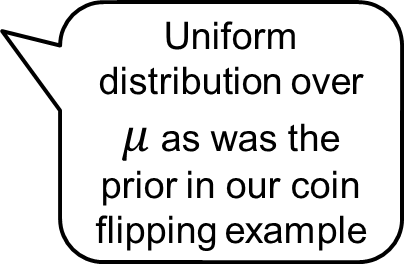 Uniform
distribution over
μ as was the
prior in our coin
flipping example